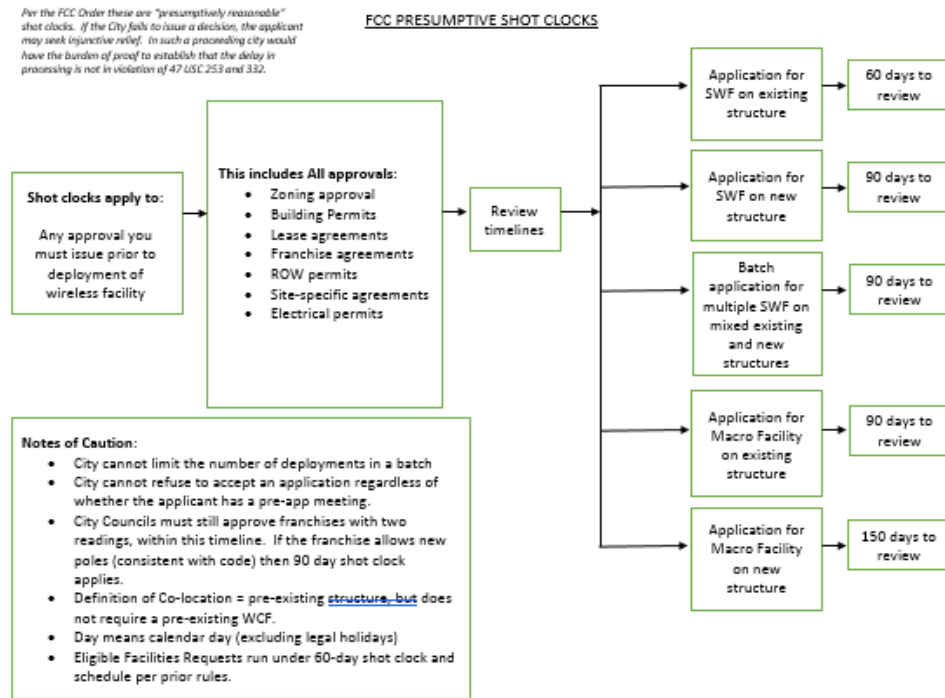 Per the FCC Order these are "presumptively reasonable"
shot clocks. If the City fails to issue a decision, the applicant
may seek injunctive relief. In such a proceeding city would
have the burden of proof to establish that the delay in
processing is not in violation of 47 USC 253 and 332.
FCC PRESUMPTIVE SHOT CLOCKS
Shot clocks apply to:
Any approval you
must issue prior to
deployment of
wireless facility
This includes All approvals:
• Zoning approval
• Building Permits
• Lease agreements
• Franchise agreements
• ROW permits
• Site-specific agreements
• Electrical permits
Review
timelines
Application for
SWF on existing
structure
60 days to
review
Application for
SWF on new
structure
90 days to
review
Batch
application for
multiple SWF on
mixed existing
and new
structures
90 days to
review
Application for
Macro Facility
on existing
structure
90 days to
review
Application for
Macro Facility
on new
structure
150 days to
review
Notes of Caution:
• City cannot limit the number of deployments in a batch
• City cannot refuse to accept an application regardless of
whether the applicant has a pre-app meeting.
• City Councils must still approve franchises with two
readings, within this timeline. If the franchise allows new
poles (consistent with code) then 90 day shot clock
applies.
• Definition of Co-location = pre-existing structure, but does
not require a pre-existing WCF.
• Day means calendar day (excluding legal holidays)
• Eligible Facilities Requests run under 60-day shot clock and
schedule per prior rules.